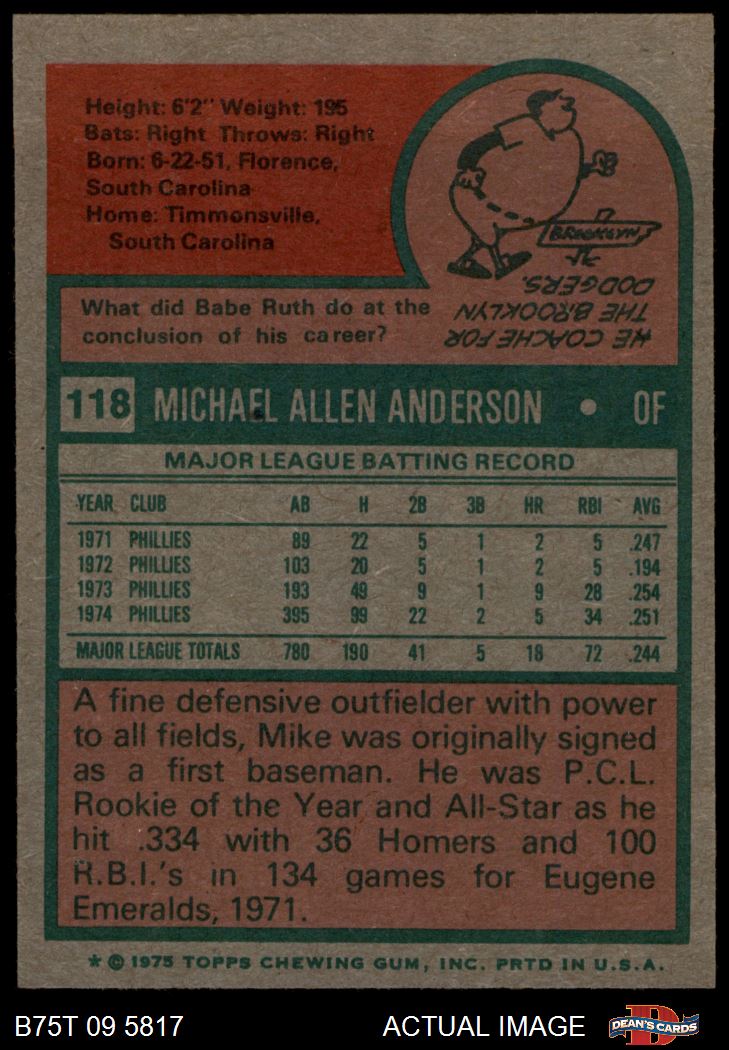 Height: 6'2" Weight: 195
Bats: Right Throws: Right
Born: 6-22-51, Florence,
South Carolina
Home: Timmonsville,
South Carolina
BROOKLYN
What did Babe Ruth do at the
conclusion of his career?
HE COACHE FOR
THE BROOKLYN
DODGERS.
118 MICHAEL ALLEN ANDERSON • OF
MAJOR LEAGUE BATTING RECORD
YEAR CLUB AB H 2B 3B HR RBI AVG
1971 PHILLIES 89 22 5 1 2 5 .247
1972 PHILLIES 103 20 5 1 2 5 .194
1973 PHILLIES 193 49 9 1 9 28 .254
1974 PHILLIES 395 99 22 2 5 34 .251
MAJOR LEAGUE TOTALS 780 190 41 5 18 72 .244
A fine defensive outfielder with power
to all fields, Mike was originally signed
as a first baseman. He was P.C.L.
Rookie of the Year and All-Star as he
hit .334 with 36 Homers and 100
R.B.I.'s in 134 games for Eugene
Emeralds, 1971.
* © 1975 TOPPS CHEWING GUM, INC. PRTD IN U.S.A.
B75T 09 5817 ACTUAL IMAGE D DEAN'S CARDS